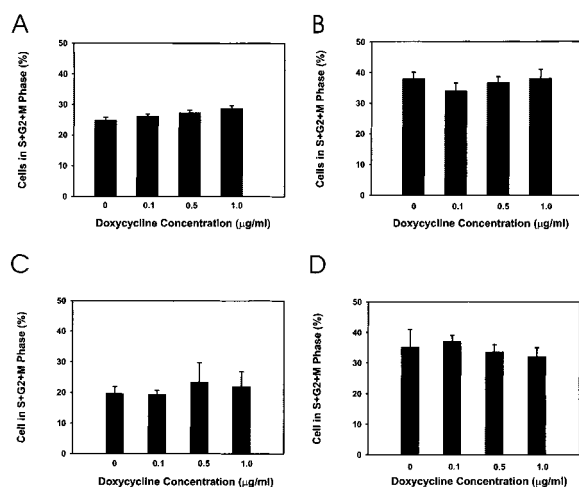 A
50
40
30
20
10
0
Cells in S+G2+M Phase (%)
0 0.1 0.5 1.0
Doxycycline Concentration (µg/ml)
B
50
40
30
20
10
0
Cells in S+G2+M Phase (%)
0 0.1 0.5 1.0
Doxycycline Concentration (µg/ml)
C
50
40
30
20
10
0
Cell in S+G2+M Phase (%)
0 0.1 0.5 1.0
Doxycycline Concentration (µg/ml)
D
50
40
30
20
10
0
Cell in S+G2+M Phase (%)
0 0.1 0.5 1.0
Doxycycline Concentration (µg/ml)